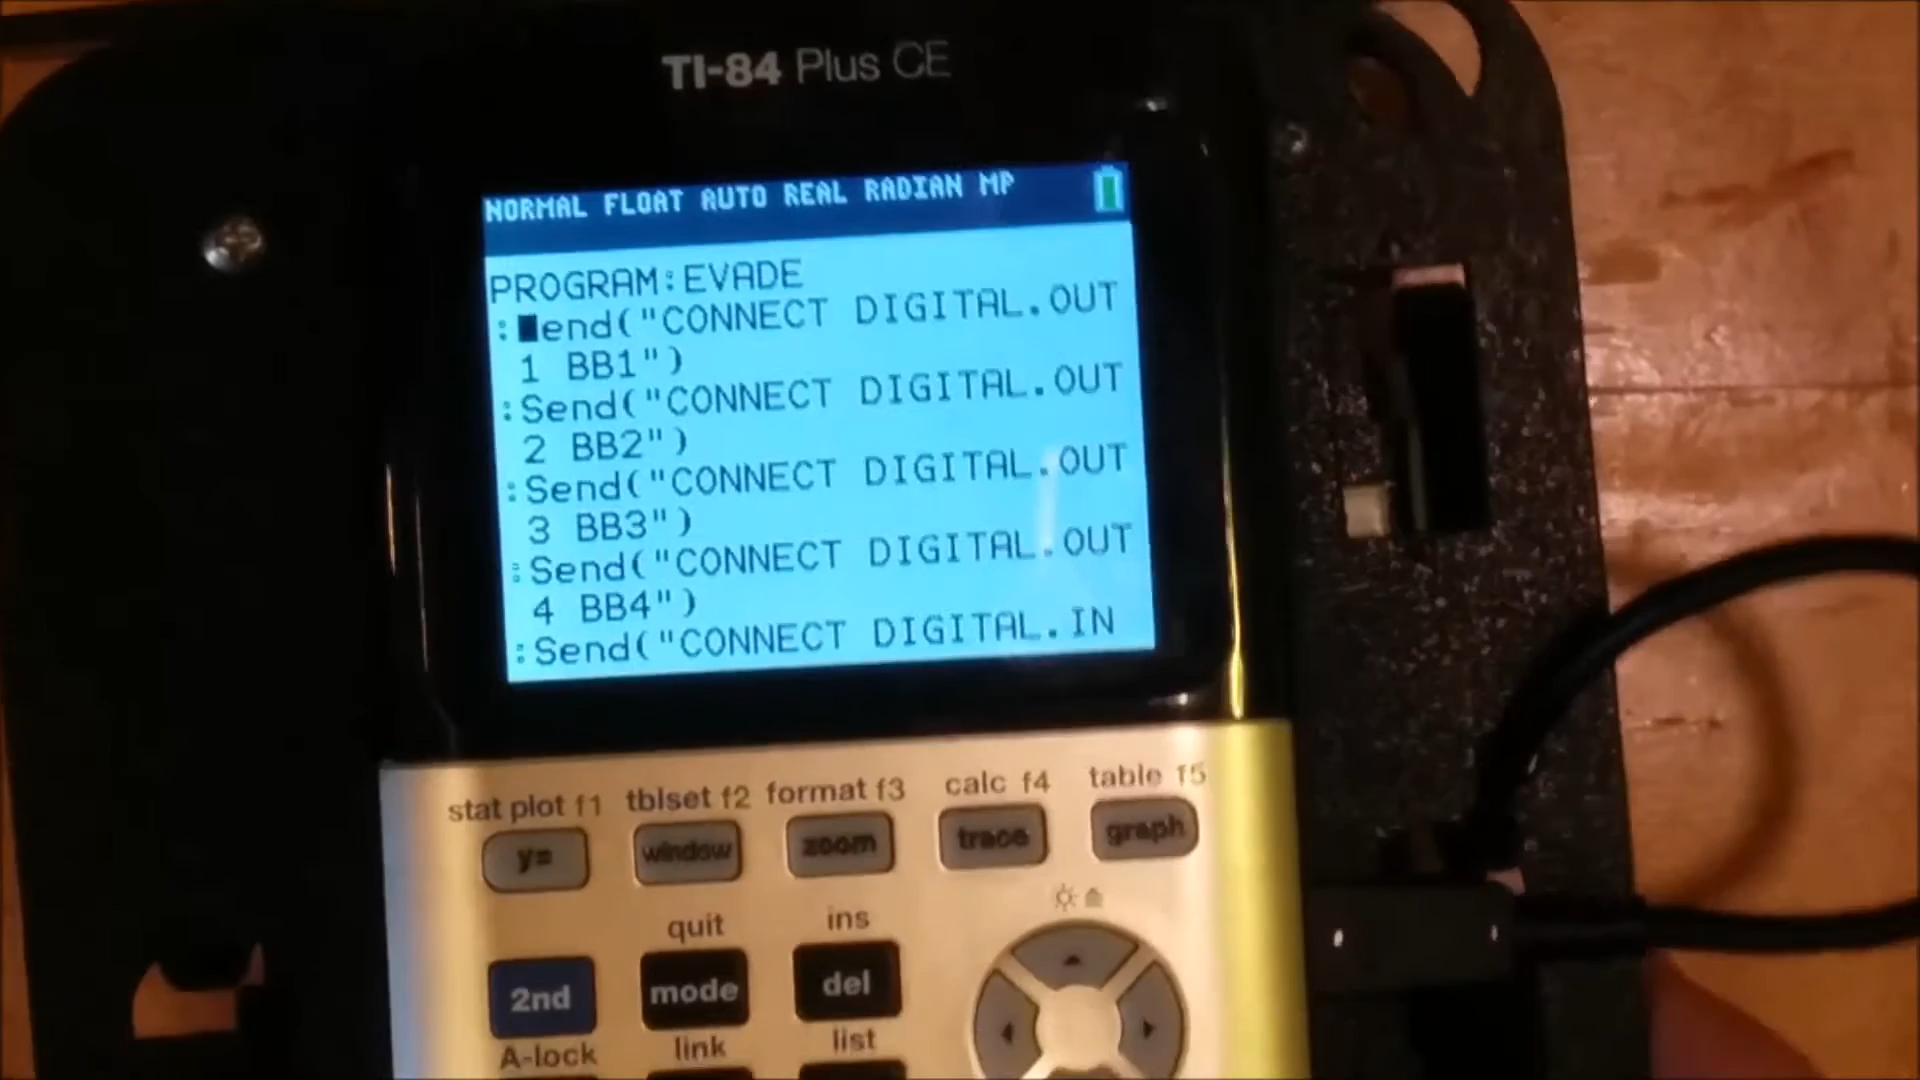 TI-84 Plus CE
NORMAL FLOAT AUTO REAL RADIAN MP
PROGRAM:EVADE
:Send("CONNECT DIGITAL.OUT
1 BB1")
:Send("CONNECT DIGITAL.OUT
2 BB2")
:Send("CONNECT DIGITAL.OUT
3 BB3")
:Send("CONNECT DIGITAL.OUT
4 BB4")
:Send("CONNECT DIGITAL.IN
stat plot f1 tblset f2 format f3 calc f4 table f5
y= window zoom trace graph
quit ins
2nd mode del
A-lock link list